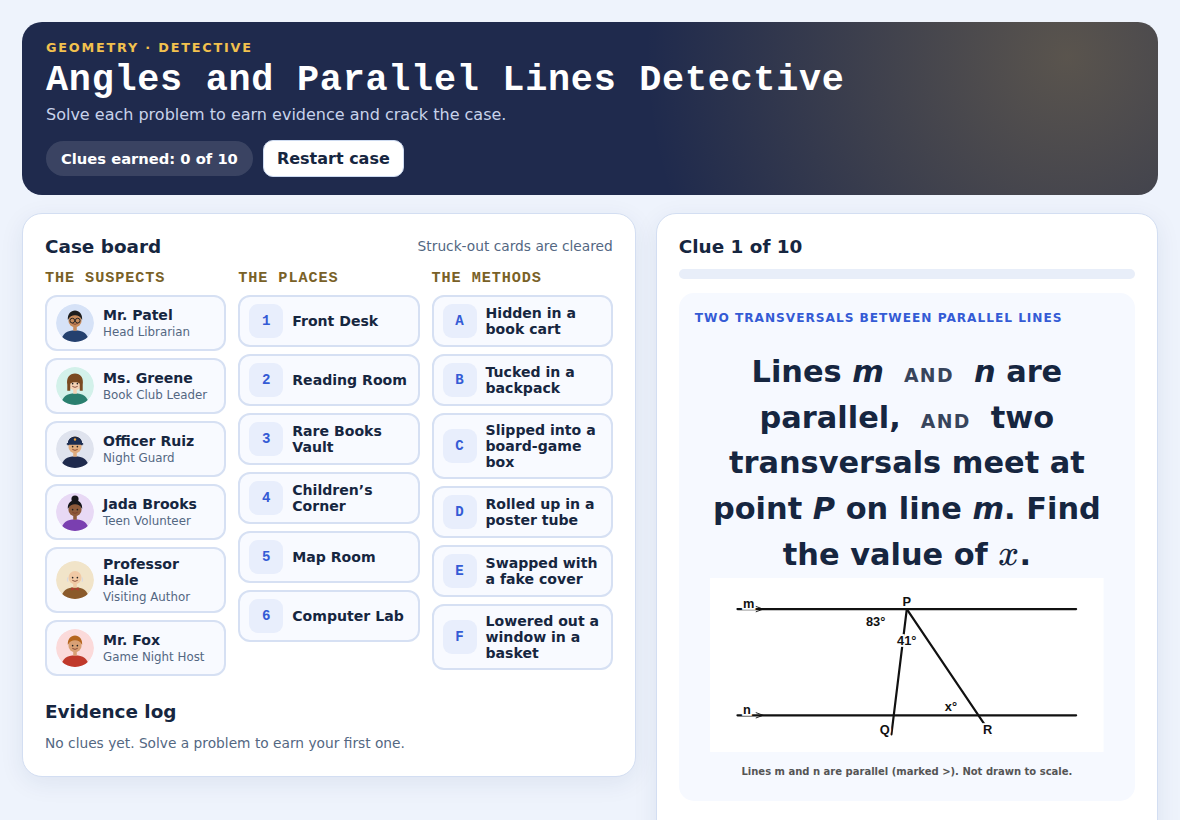 GEOMETRY · DETECTIVE
Angles and Parallel Lines Detective
Solve each problem to earn evidence and crack the case.
Clues earned: 0 of 10
Restart case
Case board
Struck-out cards are cleared
THE SUSPECTS
Mr. Patel
Head Librarian
Ms. Greene
Book Club Leader
Officer Ruiz
Night Guard
Jada Brooks
Teen Volunteer
Professor
Hale
Visiting Author
Mr. Fox
Game Night Host
THE PLACES
1 Front Desk
2 Reading Room
3 Rare Books
Vault
4 Children’s
Corner
5 Map Room
6 Computer Lab
THE METHODS
A Hidden in a
book cart
B Tucked in a
backpack
C Slipped into a
board-game
box
D Rolled up in a
poster tube
E Swapped with
a fake cover
F Lowered out a
window in a
basket
Evidence log
No clues yet. Solve a problem to earn your first one.
Clue 1 of 10
TWO TRANSVERSALS BETWEEN PARALLEL LINES
Lines m AND n are
parallel, AND two
transversals meet at
point P on line m. Find
the value of x.
m
P
83°
41°
n
x°
Q
R
Lines m and n are parallel (marked >). Not drawn to scale.